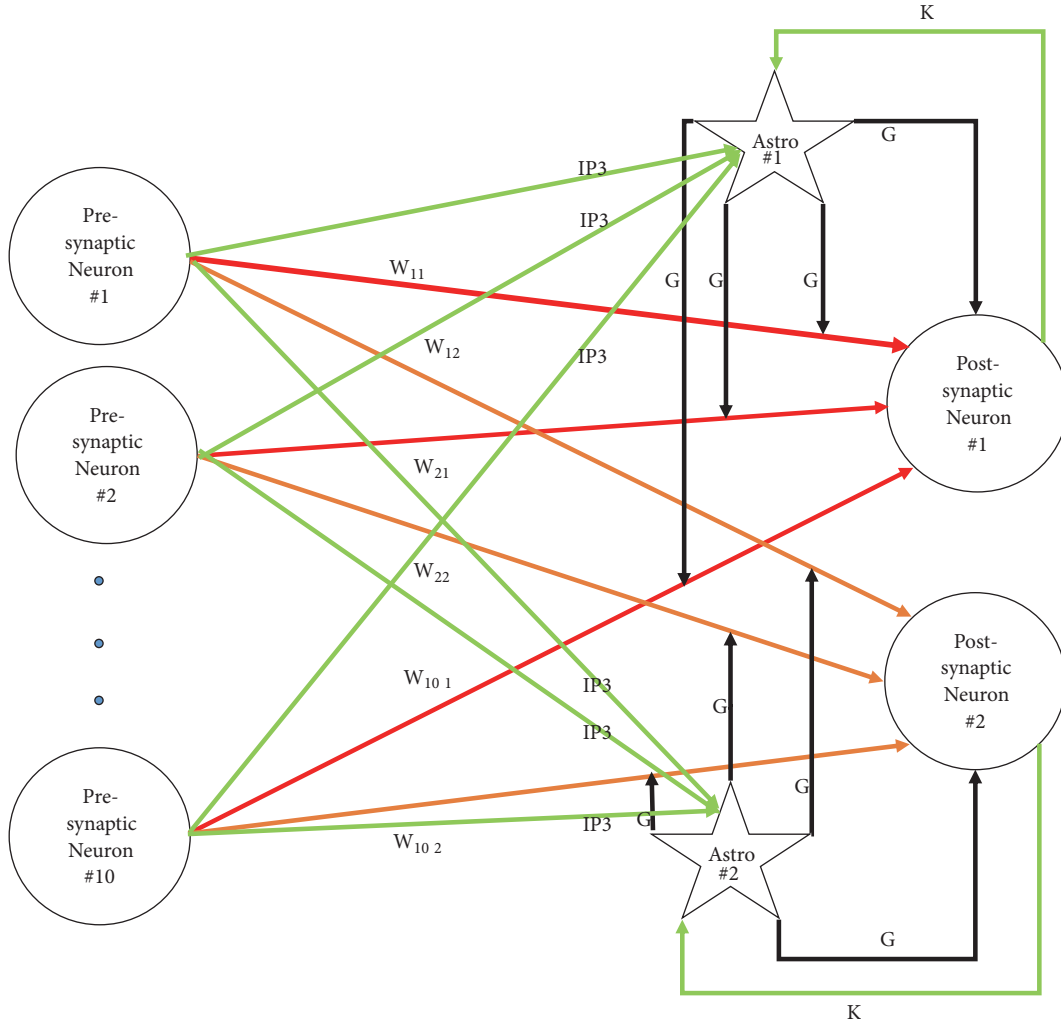 K
Astro
#1
G
IP3
IP3
Pre-
synaptic
Neuron
#1
W11
G
G
G
W12
IP3
Post-
synaptic
Neuron
#1
Pre-
synaptic
Neuron
#2
W21
W22
Post-
synaptic
Neuron
#2
W10 1
IP3
IP3
G
G
Pre-
synaptic
Neuron
#10
W10 2
IP3
G
Astro
#2
G
K